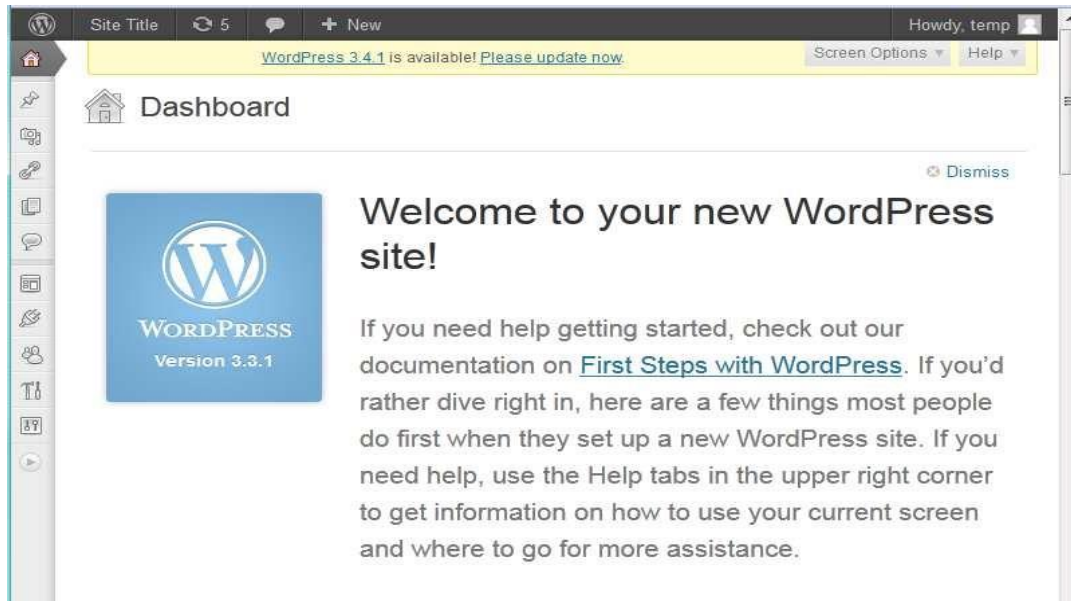 Site Title 5 + New Howdy, temp
WordPress 3.4.1 is available! Please update now. Screen Options Help
Dashboard
Dismiss
Welcome to your new WordPress
site!
WORDPRESS
Version 3.3.1
If you need help getting started, check out our
documentation on First Steps with WordPress. If you’d
rather dive right in, here are a few things most people
do first when they set up a new WordPress site. If you
need help, use the Help tabs in the upper right corner
to get information on how to use your current screen
and where to go for more assistance.